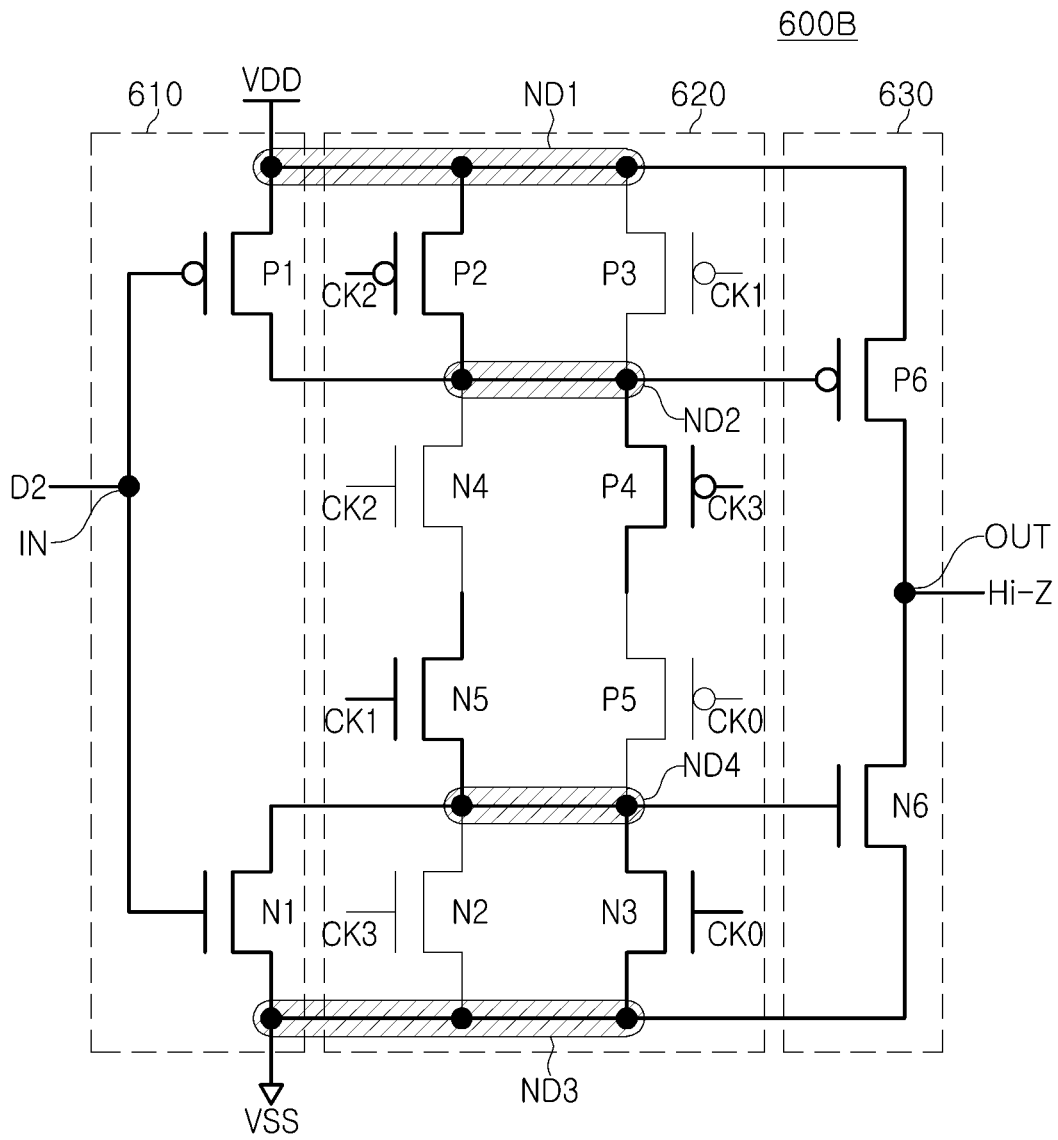 600B
610
VDD
ND1
620
630
P1
CK2
P2
P3
CK1
P6
ND2
D2
IN
CK2
N4
P4
CK3
OUT
Hi-Z
CK1
N5
P5
CK0
ND4
N6
N1
CK3
N2
N3
CK0
ND3
VSS